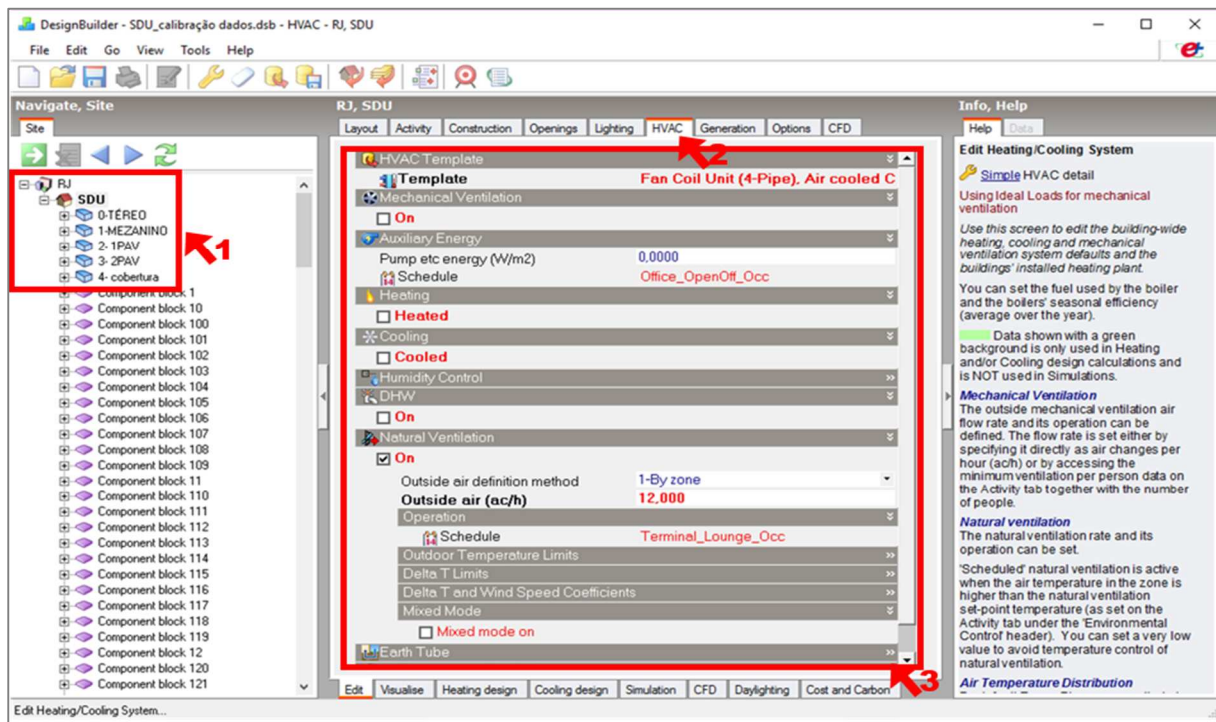 DesignBuilder - SDU_calibração dados.dsb - HVAC - RJ, SDU
File Edit Go View Tools Help
Navigate, Site
Site
RJ
SDU
0-TÉREO
1-MEZANINO
2- 1PAV
3- 2PAV
4- cobertura
Component block 1
Component block 10
Component block 100
Component block 101
Component block 102
Component block 103
Component block 104
Component block 105
Component block 106
Component block 107
Component block 108
Component block 109
Component block 11
Component block 110
Component block 111
Component block 112
Component block 113
Component block 114
Component block 115
Component block 116
Component block 117
Component block 118
Component block 119
Component block 12
Component block 120
Component block 121
1
RJ, SDU
Layout Activity Construction Openings Lighting HVAC Generation Options CFD
2
HVAC Template
Template Fan Coil Unit (4-Pipe), Air cooled C
Mechanical Ventilation
On
Auxiliary Energy
Pump etc energy (W/m2) 0,0000
Schedule Office_OpenOff_Occ
Heating
Heated
Cooling
Cooled
Humidity Control
DHW
On
Natural Ventilation
On
Outside air definition method 1-By zone
Outside air (ac/h) 12,000
Operation
Schedule Terminal_Lounge_Occ
Outdoor Temperature Limits
Delta T Limits
Delta T and Wind Speed Coefficients
Mixed Mode
Mixed mode on
Earth Tube
3
Edit Visualise Heating design Cooling design Simulation CFD Daylighting Cost and Carbon
Info, Help
Help Data
Edit Heating/Cooling System
Simple HVAC detail
Using Ideal Loads for mechanical
ventilation
Use this screen to edit the building-wide
heating, cooling and mechanical
ventilation system defaults and the
buildings' installed heating plant.
You can set the fuel used by the boiler
and the boilers' seasonal efficiency
(average over the year).
Data shown with a green
background is only used in Heating
and/or Cooling design calculations and
is NOT used in Simulations.
Mechanical Ventilation
The outside mechanical ventilation air
flow rate and its operation can be
defined. The flow rate is set either by
specifying it directly as air changes per
hour (ac/h) or by accessing the
minimum ventilation per person data on
the Activity tab together with the number
of people.
Natural ventilation
The natural ventilation rate and its
operation can be set.
'Scheduled' natural ventilation is active
when the air temperature in the zone is
higher than the natural ventilation
set-point temperature (as set on the
Activity tab under the 'Environmental
Control' header). You can set a very low
value to avoid temperature control of
natural ventilation.
Air Temperature Distribution
Edit Heating/Cooling System...